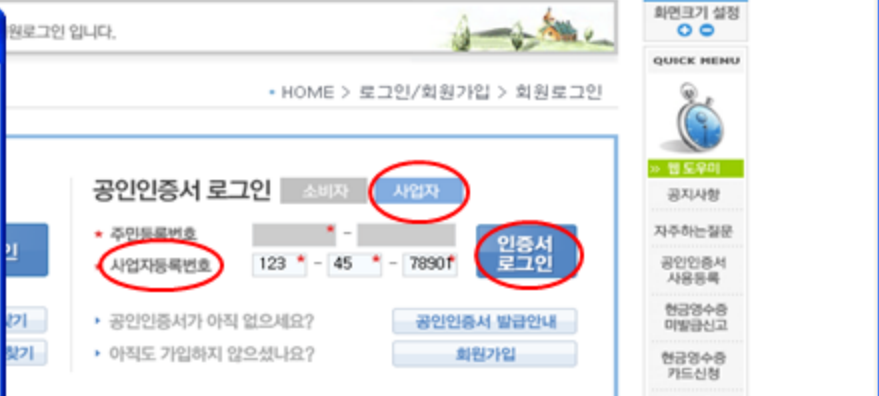 원로그인 입니다.
• HOME > 로그인/회원가입 > 회원로그인
공인인증서 로그인 소비자 사업자
* 주민등록번호 * -
* 사업자등록번호 123 * - 45 * - 78901 *
인증서
로그인
인
찾기
찾기
공인인증서가 아직 없으세요? 공인인증서 발급안내
아직도 가입하지 않으셨나요? 회원가입
화면크기 설정
QUICK MENU
» 웹 도우미
공지사항
자주하는질문
공인인증서
사용등록
현금영수증
미발급신고
현금영수증
카드신청